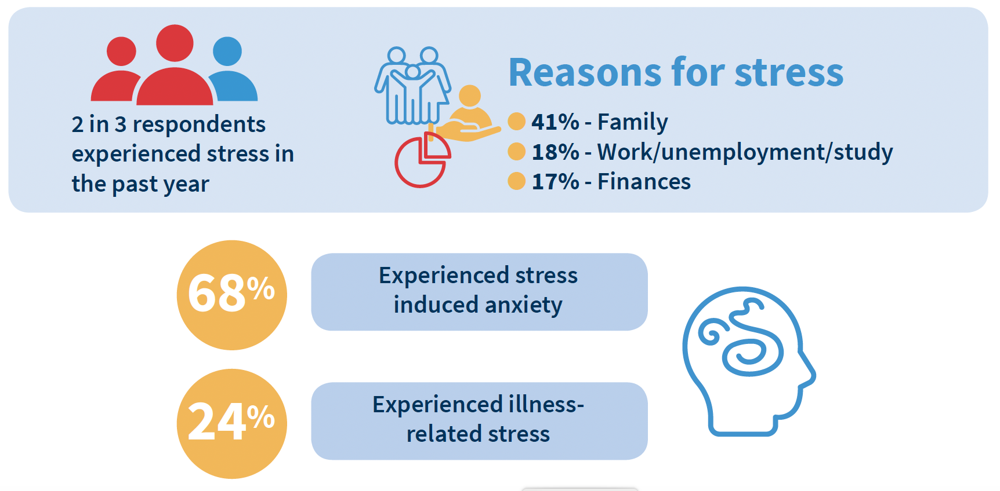 2 in 3 respondents
experienced stress in
the past year
Reasons for stress
41% - Family
18% - Work/unemployment/study
17% - Finances
68%
Experienced stress
induced anxiety
24%
Experienced illness-
related stress